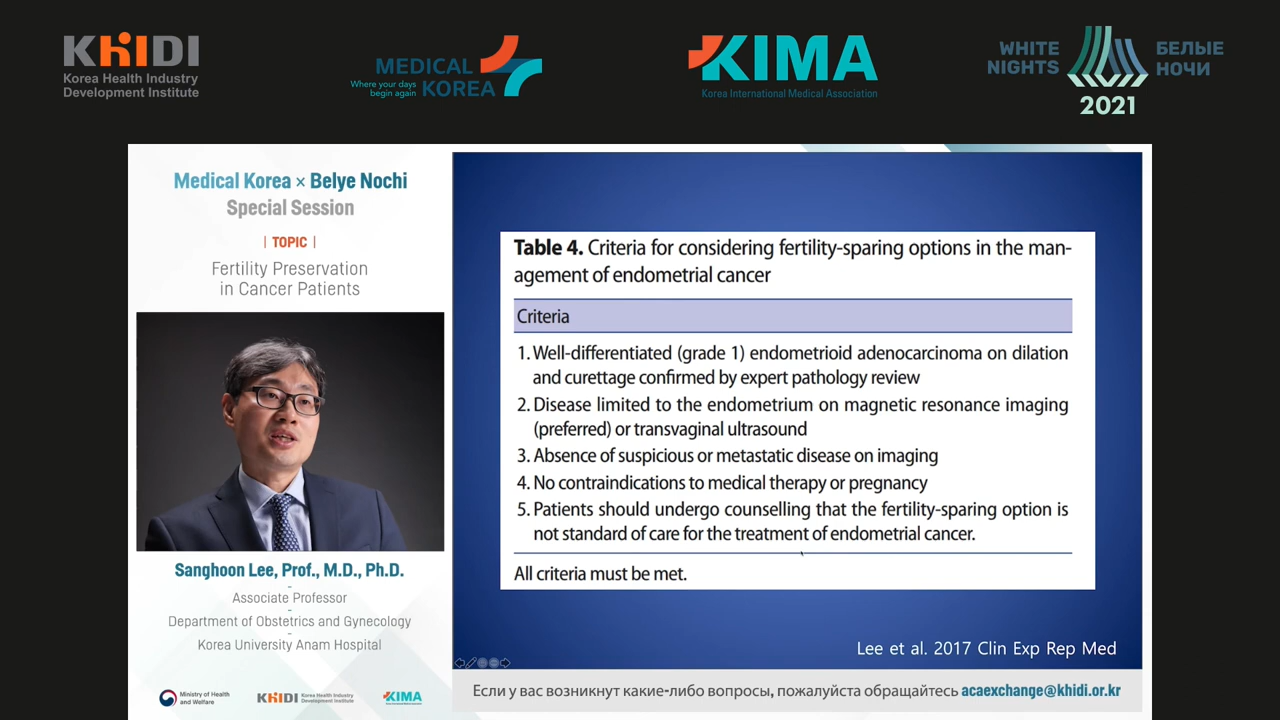 KHIDI
Korea Health Industry
Development Institute
MEDICAL
KOREA
Where your days
begin again
KIMA
Korea International Medical Association
WHITE
NIGHTS
БЕЛЫЕ
НОЧИ
2021
Medical Korea × Belye Nochi
Special Session
| TOPIC |
Fertility Preservation
in Cancer Patients
Sanghoon Lee, Prof., M.D., Ph.D.
Associate Professor
Department of Obstetrics and Gynecology
Korea University Anam Hospital
Ministry of Health
and Welfare
KHIDI
Korea Health Industry
Development Institute
KIMA
Table 4. Criteria for considering fertility-sparing options in the man-
agement of endometrial cancer
Criteria
1. Well-differentiated (grade 1) endometrioid adenocarcinoma on dilation
and curettage confirmed by expert pathology review
2. Disease limited to the endometrium on magnetic resonance imaging
(preferred) or transvaginal ultrasound
3. Absence of suspicious or metastatic disease on imaging
4. No contraindications to medical therapy or pregnancy
5. Patients should undergo counselling that the fertility-sparing option is
not standard of care for the treatment of endometrial cancer.
All criteria must be met.
Lee et al. 2017 Clin Exp Rep Med
Если у вас возникнут какие-либо вопросы, пожалуйста обращайтесь acaexchange@khidi.or.kr